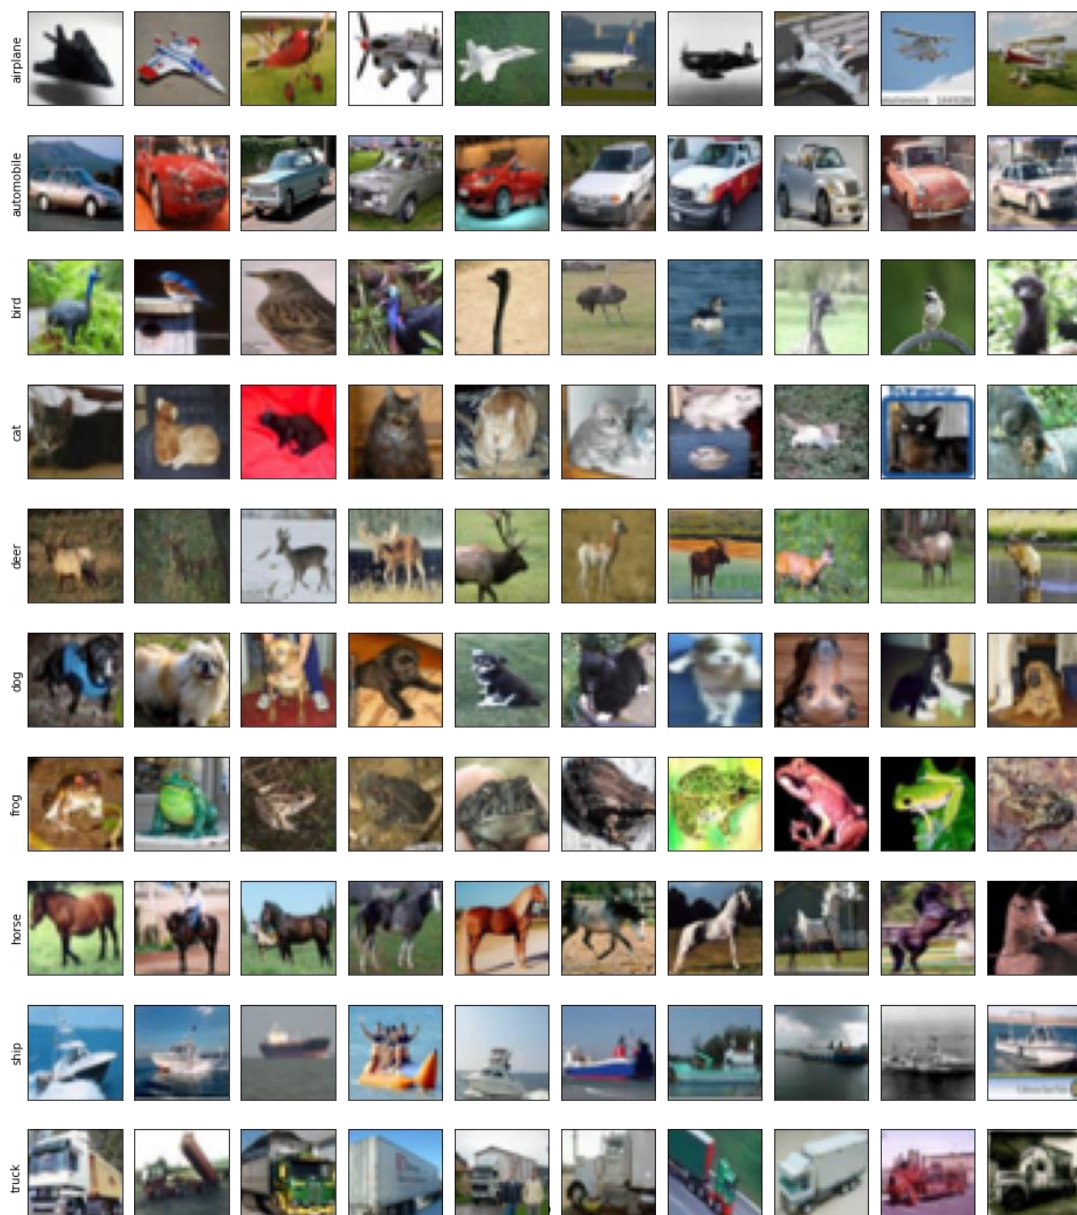 airplane
automobile
bird
cat
deer
dog
frog
horse
ship
truck